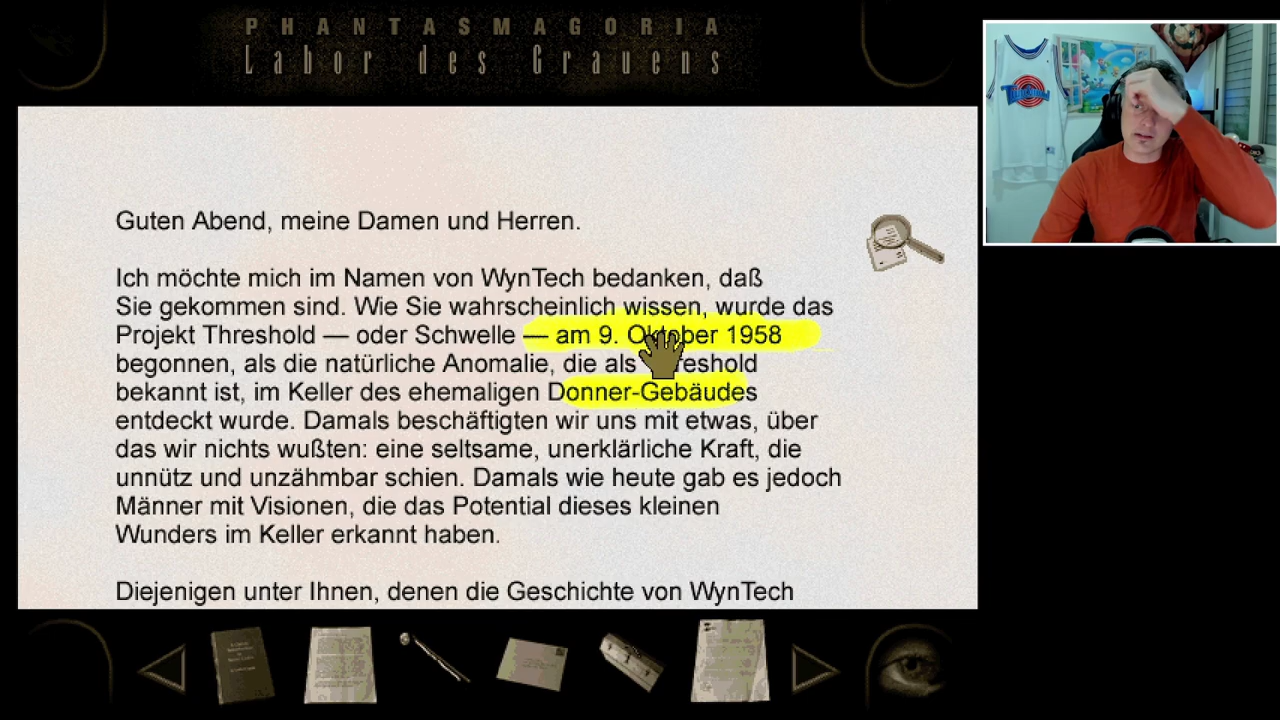 PHANTASMAGORIA
Labor des Grauens
Guten Abend, meine Damen und Herren.
Ich möchte mich im Namen von WynTech bedanken, daß
Sie gekommen sind. Wie Sie wahrscheinlich wissen, wurde das
Projekt Threshold — oder Schwelle — am 9. Oktober 1958
begonnen, als die natürliche Anomalie, die als Threshold
bekannt ist, im Keller des ehemaligen Donner-Gebäudes
entdeckt wurde. Damals beschäftigten wir uns mit etwas, über
das wir nichts wußten: eine seltsame, unerklärliche Kraft, die
unnütz und unzähmbar schien. Damals wie heute gab es jedoch
Männer mit Visionen, die das Potential dieses kleinen
Wunders im Keller erkannt haben.
Diejenigen unter Ihnen, denen die Geschichte von WynTech